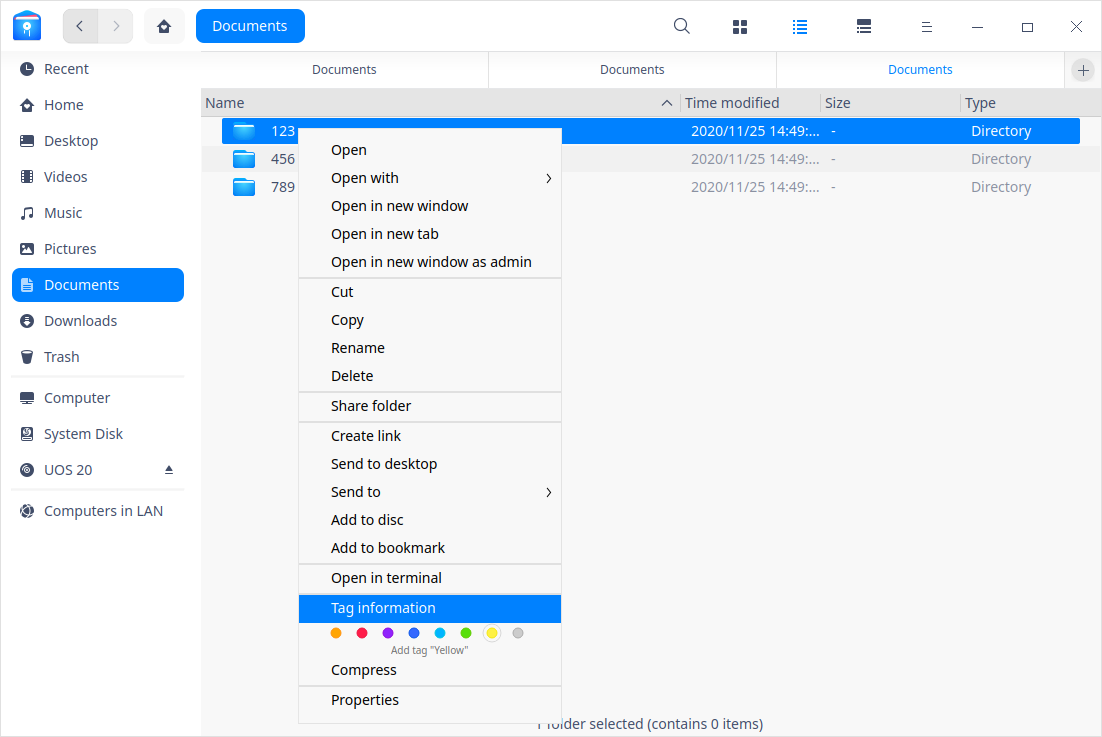 Documents
Recent
Home
Desktop
Videos
Music
Pictures
Documents
Downloads
Trash
Computer
System Disk
UOS 20
Computers in LAN
Documents Documents Documents
Name Time modified Size Type
123 2020/11/25 14:49:... - Directory
456 2020/11/25 14:49:... - Directory
789 2020/11/25 14:49:... - Directory
Open
Open with
Open in new window
Open in new tab
Open in new window as admin
Cut
Copy
Rename
Delete
Share folder
Create link
Send to desktop
Send to
Add to disc
Add to bookmark
Open in terminal
Tag information
Add tag "Yellow"
Compress
Properties
1 folder selected (contains 0 items)